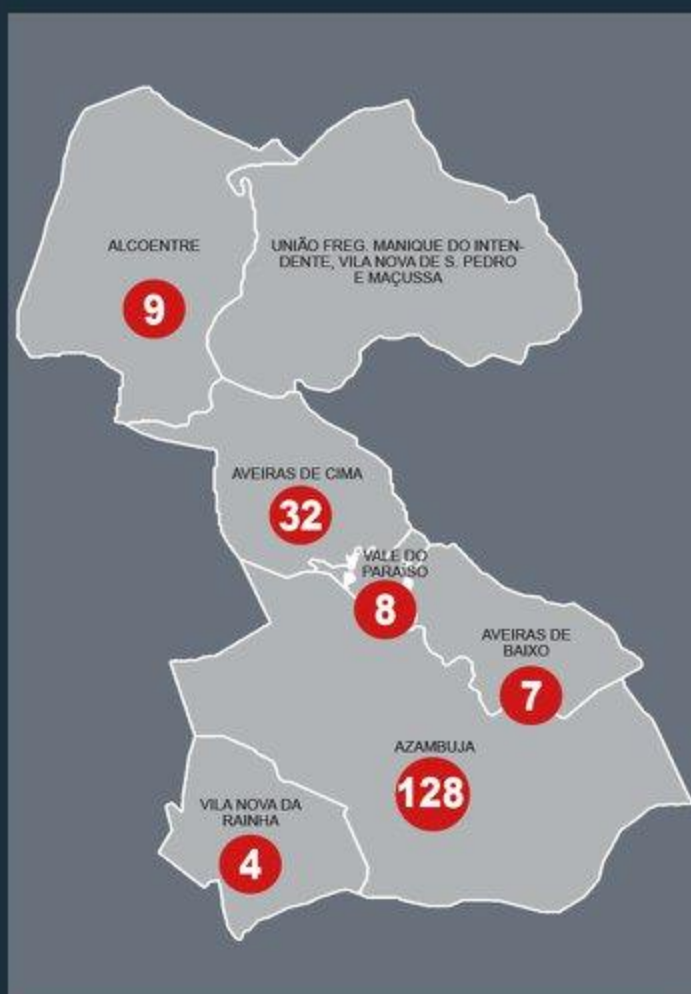 ALCOENTRE
9
UNIÃO FREG. MANIQUE DO INTEN-
DENTE, VILA NOVA DE S. PEDRO
E MAÇUSSA
AVEIRAS DE CIMA
32
VALE DO
PARAÍSO
8
AVEIRAS DE
BAIXO
7
AZAMBUJA
128
VILA NOVA DA
RAINHA
4